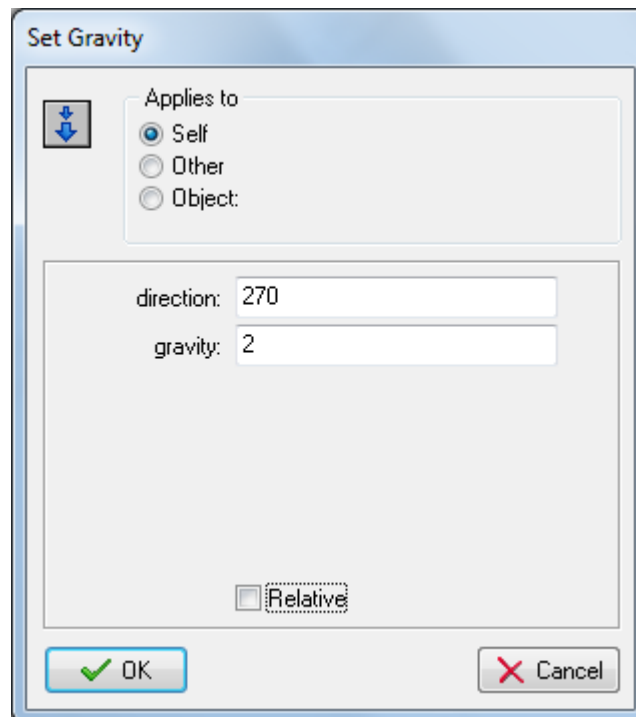 Set Gravity
Applies to
Self
Other
Object:
direction: 270
gravity: 2
Relative
OK
Cancel